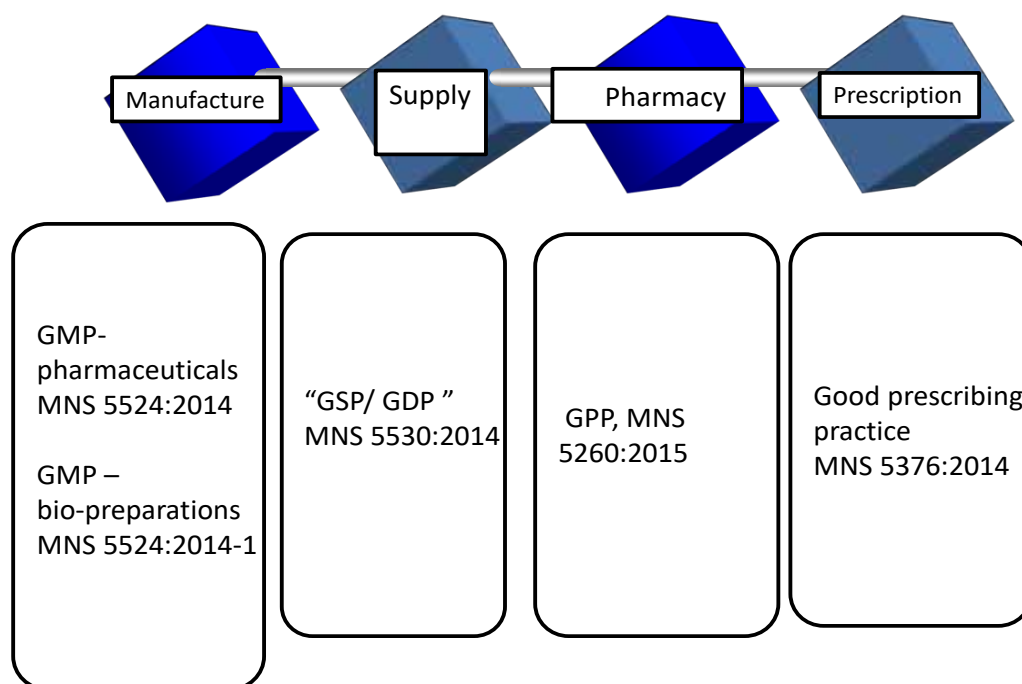 Manufacture
Supply
Pharmacy
Prescription
GMP-
pharmaceuticals
MNS 5524:2014
GMP –
bio-preparations
MNS 5524:2014-1
“GSP/ GDP ”
MNS 5530:2014
GPP, MNS
5260:2015
Good prescribing
practice
MNS 5376:2014